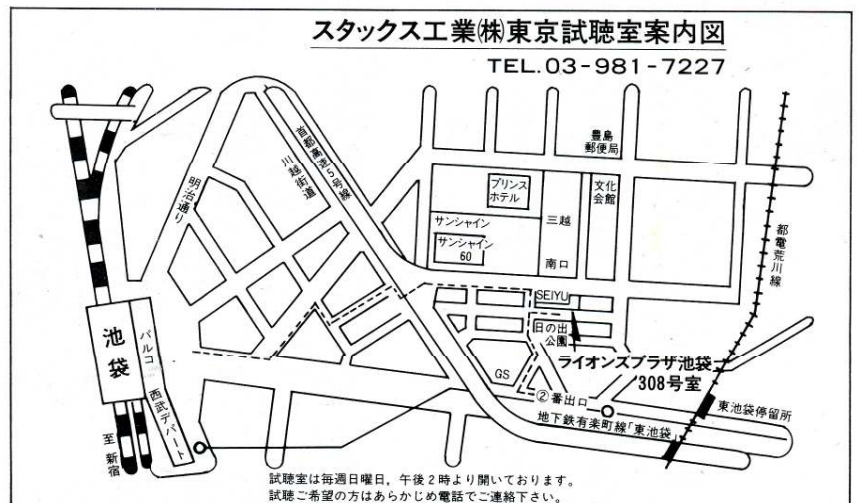 スタックス工業㈱東京試聴室案内図
TEL.03-981-7227
豊島
郵便局
首都高速5号線
川越街道
明治通り
プリンス
ホテル
文化
会館
サンシャイン
三越
サンシャイン
60
南口
都電荒川線
SEIYU
池袋
パルコ
西武デパート
日の出
公園
ライオンズプラザ池袋
308号室
GS
②番出口
東池袋停留所
地下鉄有楽町線「東池袋」
至新宿
試聴室は毎週日曜日，午後2時より開いております。
試聴ご希望の方はあらかじめ電話でご連絡下さい。